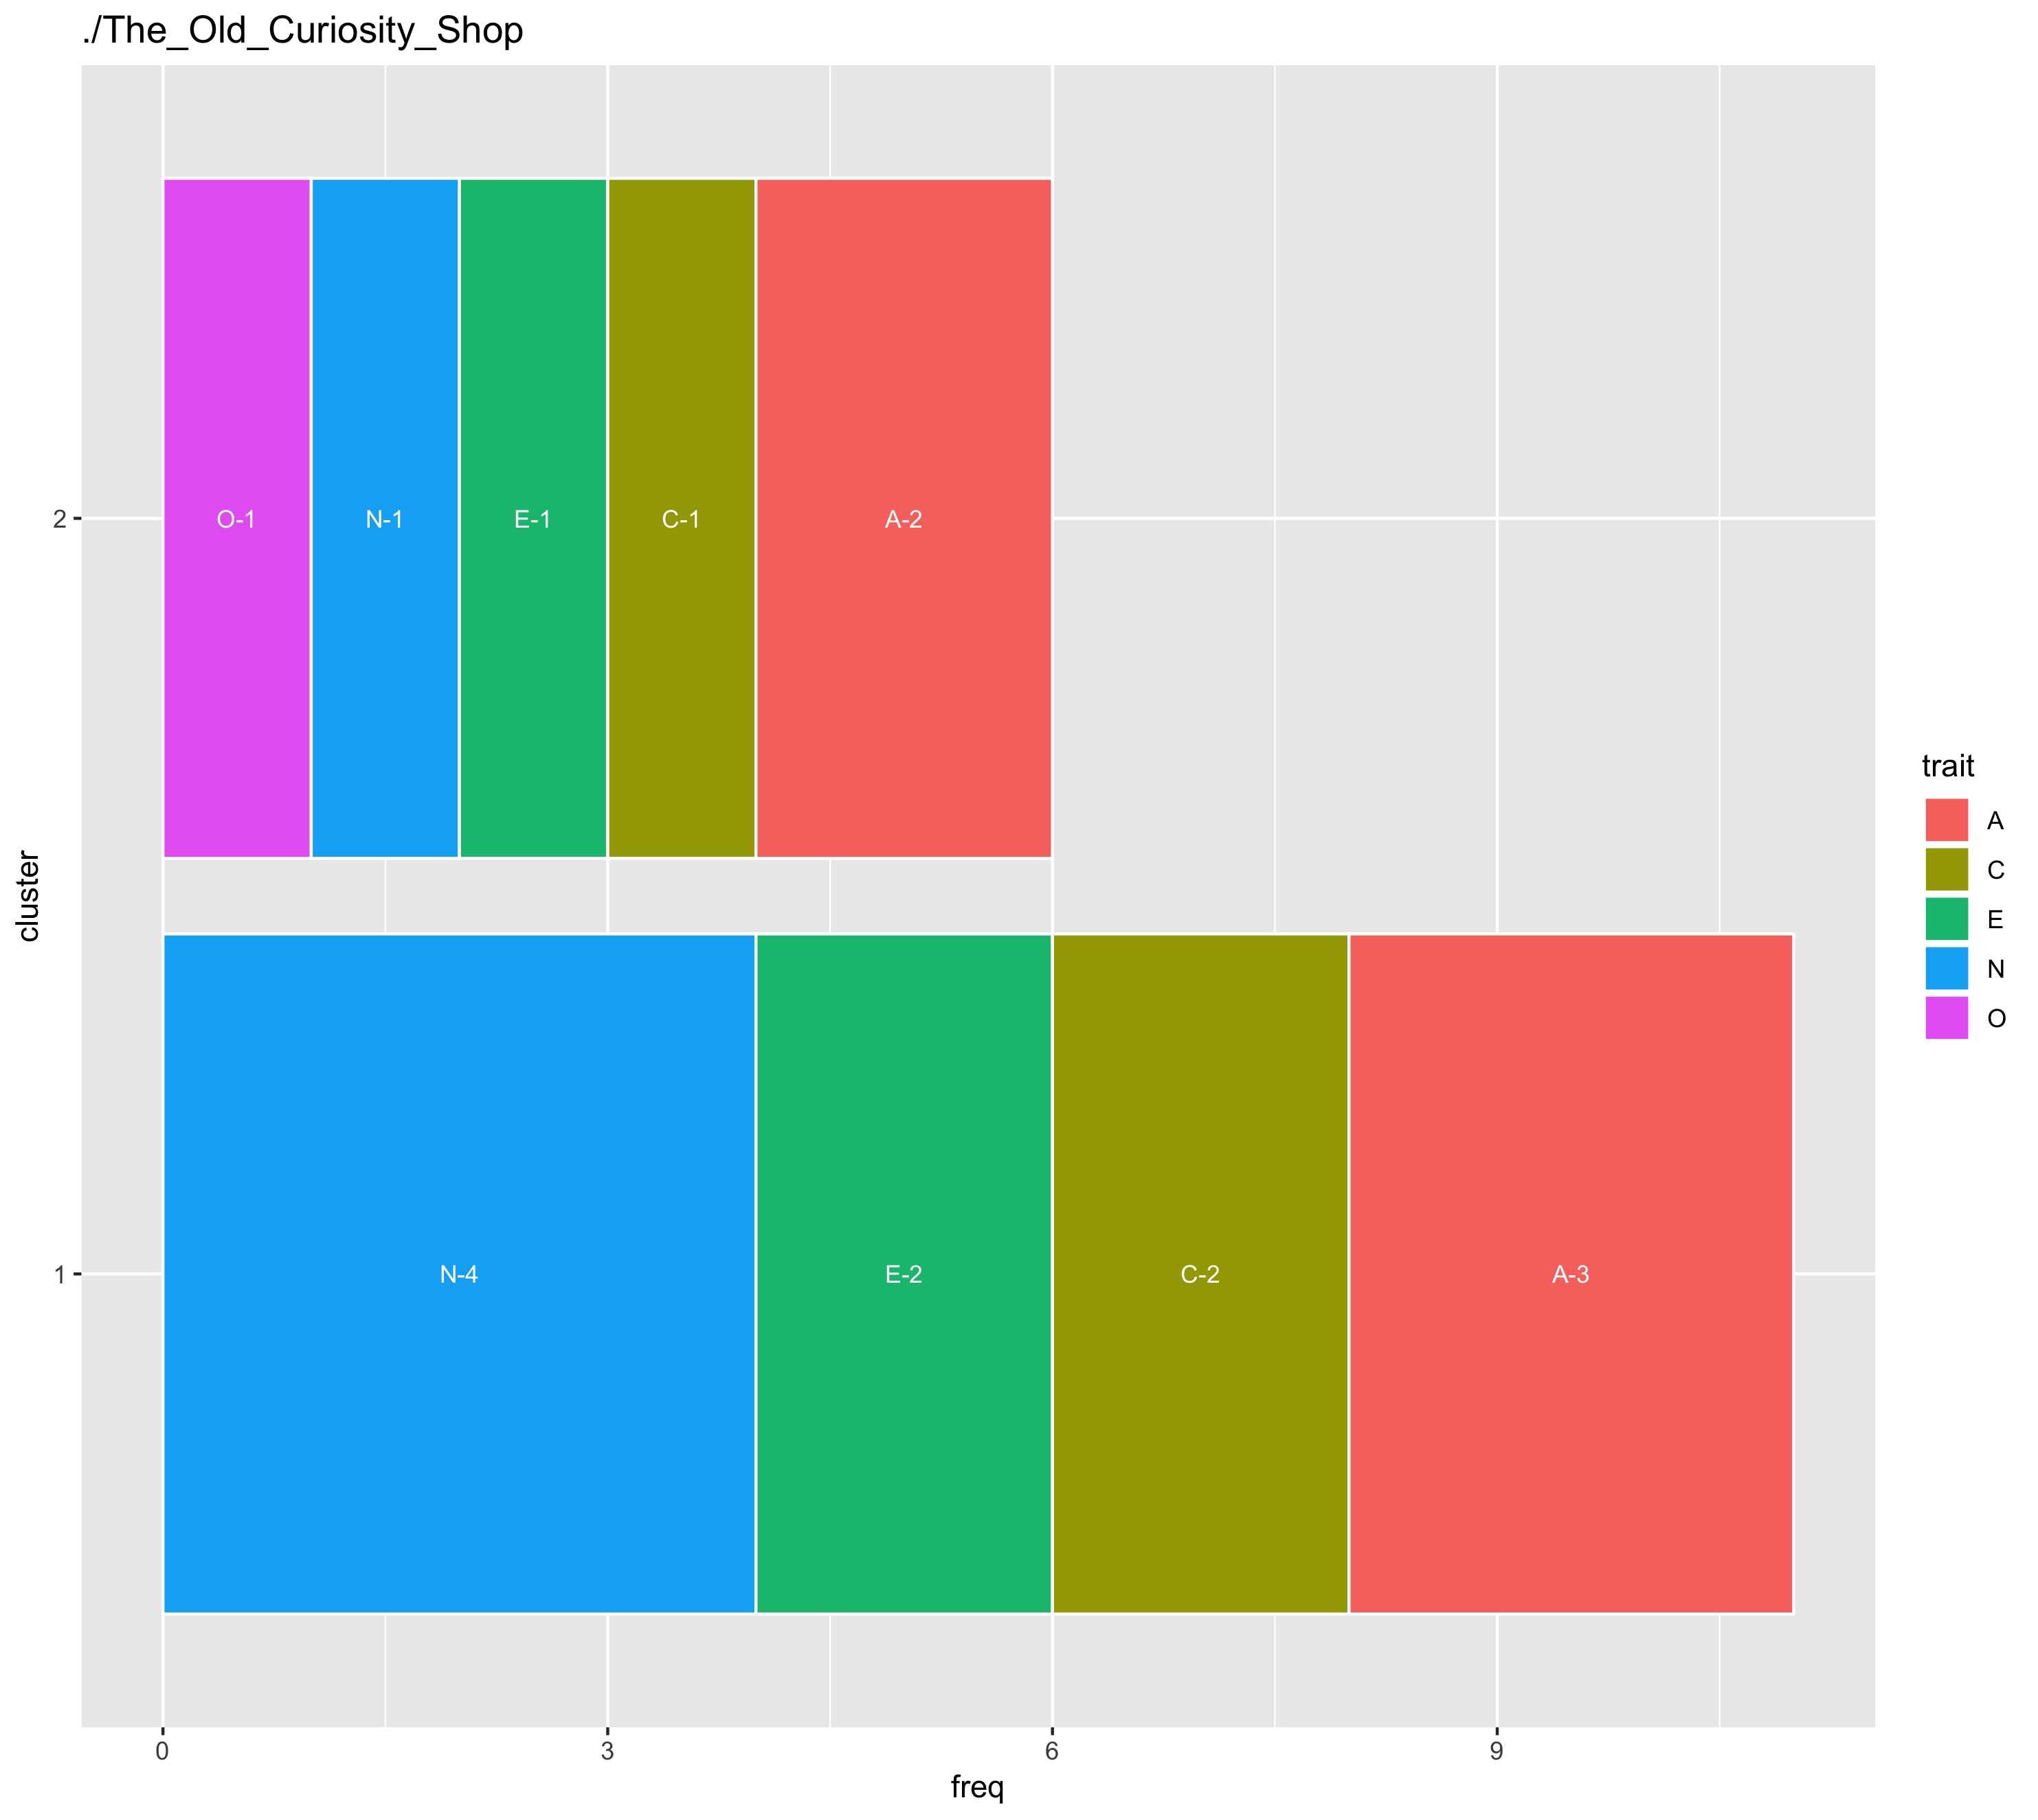 ./The_Old_Curiosity_Shop
2
O-1 N-1 E-1 C-1 A-2
cluster
1
N-4 E-2 C-2 A-3
0 3 6 9
freq
trait
A
C
E
N
O